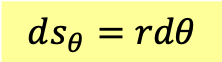 ds_θ = rdθ